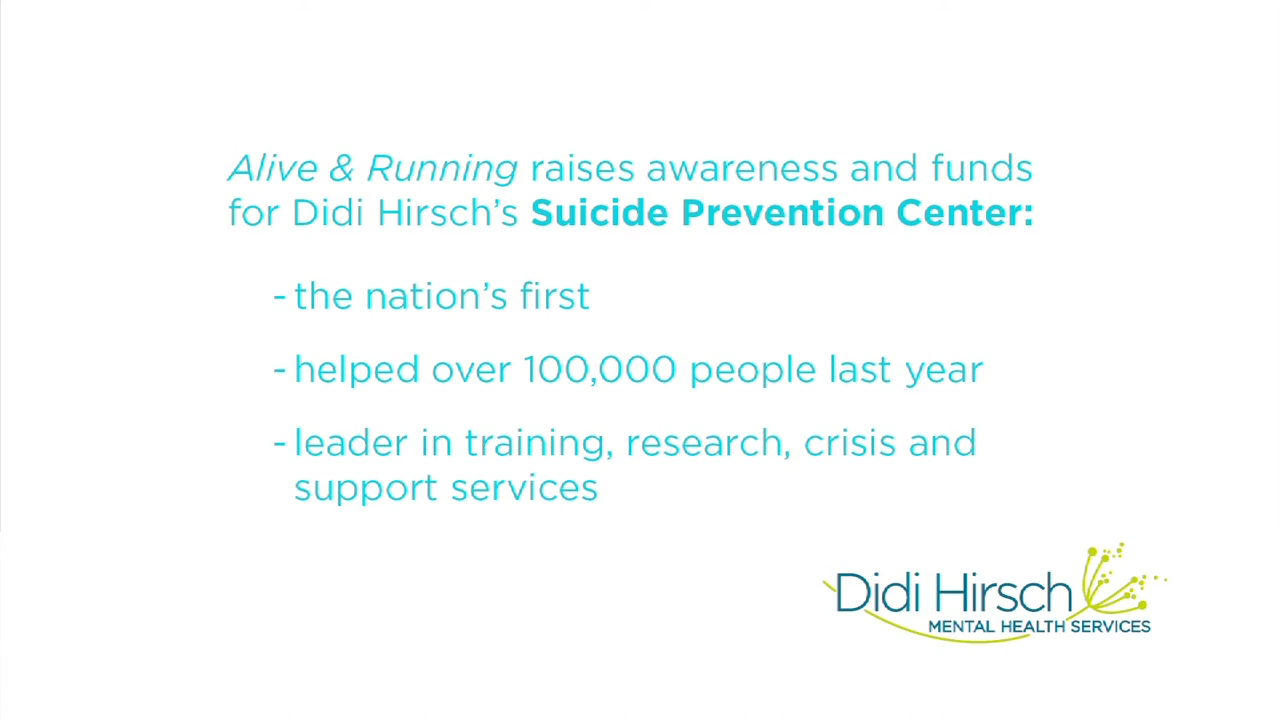 Alive & Running raises awareness and funds
for Didi Hirsch’s Suicide Prevention Center:
- the nation’s first
- helped over 100,000 people last year
- leader in training, research, crisis and
support services
Didi Hirsch
MENTAL HEALTH SERVICES